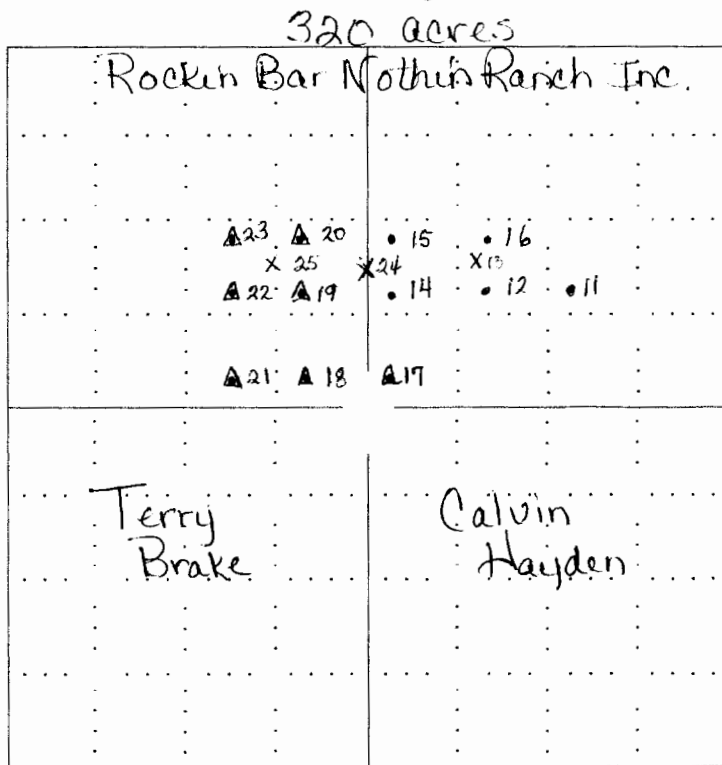 320 acres
Rockin Bar Nothin Ranch Inc.
23 20 15 16
X 25 X 24 X 13
22 19 14 12 11
21 18 17
Terry Calvin
Brake Hayden